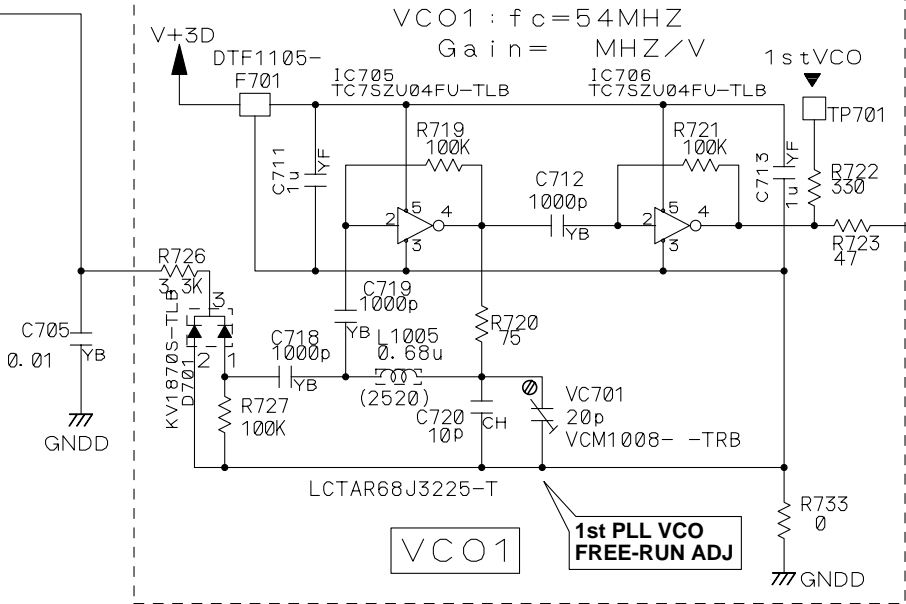 VCO1 : fc=54MHZ
Gain= MHZ/V
V+3D
DTF1105-
F701
IC705
TC7SZU04FU-TLB
IC706
TC7SZU04FU-TLB
1stVCO
TP701
R719
100K
R721
100K
C711
1u
YF
C712
1000p
YB
C713
1u
YF
R722
330
R723
47
2
5
4
3
2
5
4
3
R726
3.3K
C719
1000p
YB
R720
75
C705
0.01
YB
GNDD
KV1870S-TLB
D701
3
2
1
C718
1000p
YB
L1005
0.68u
(2520)
R727
100K
C720
10p
CH
VC701
20p
VCM1008- -TRB
LCTAR68J3225-T
VCO1
1st PLL VCO
FREE-RUN ADJ
R733
0
GNDD